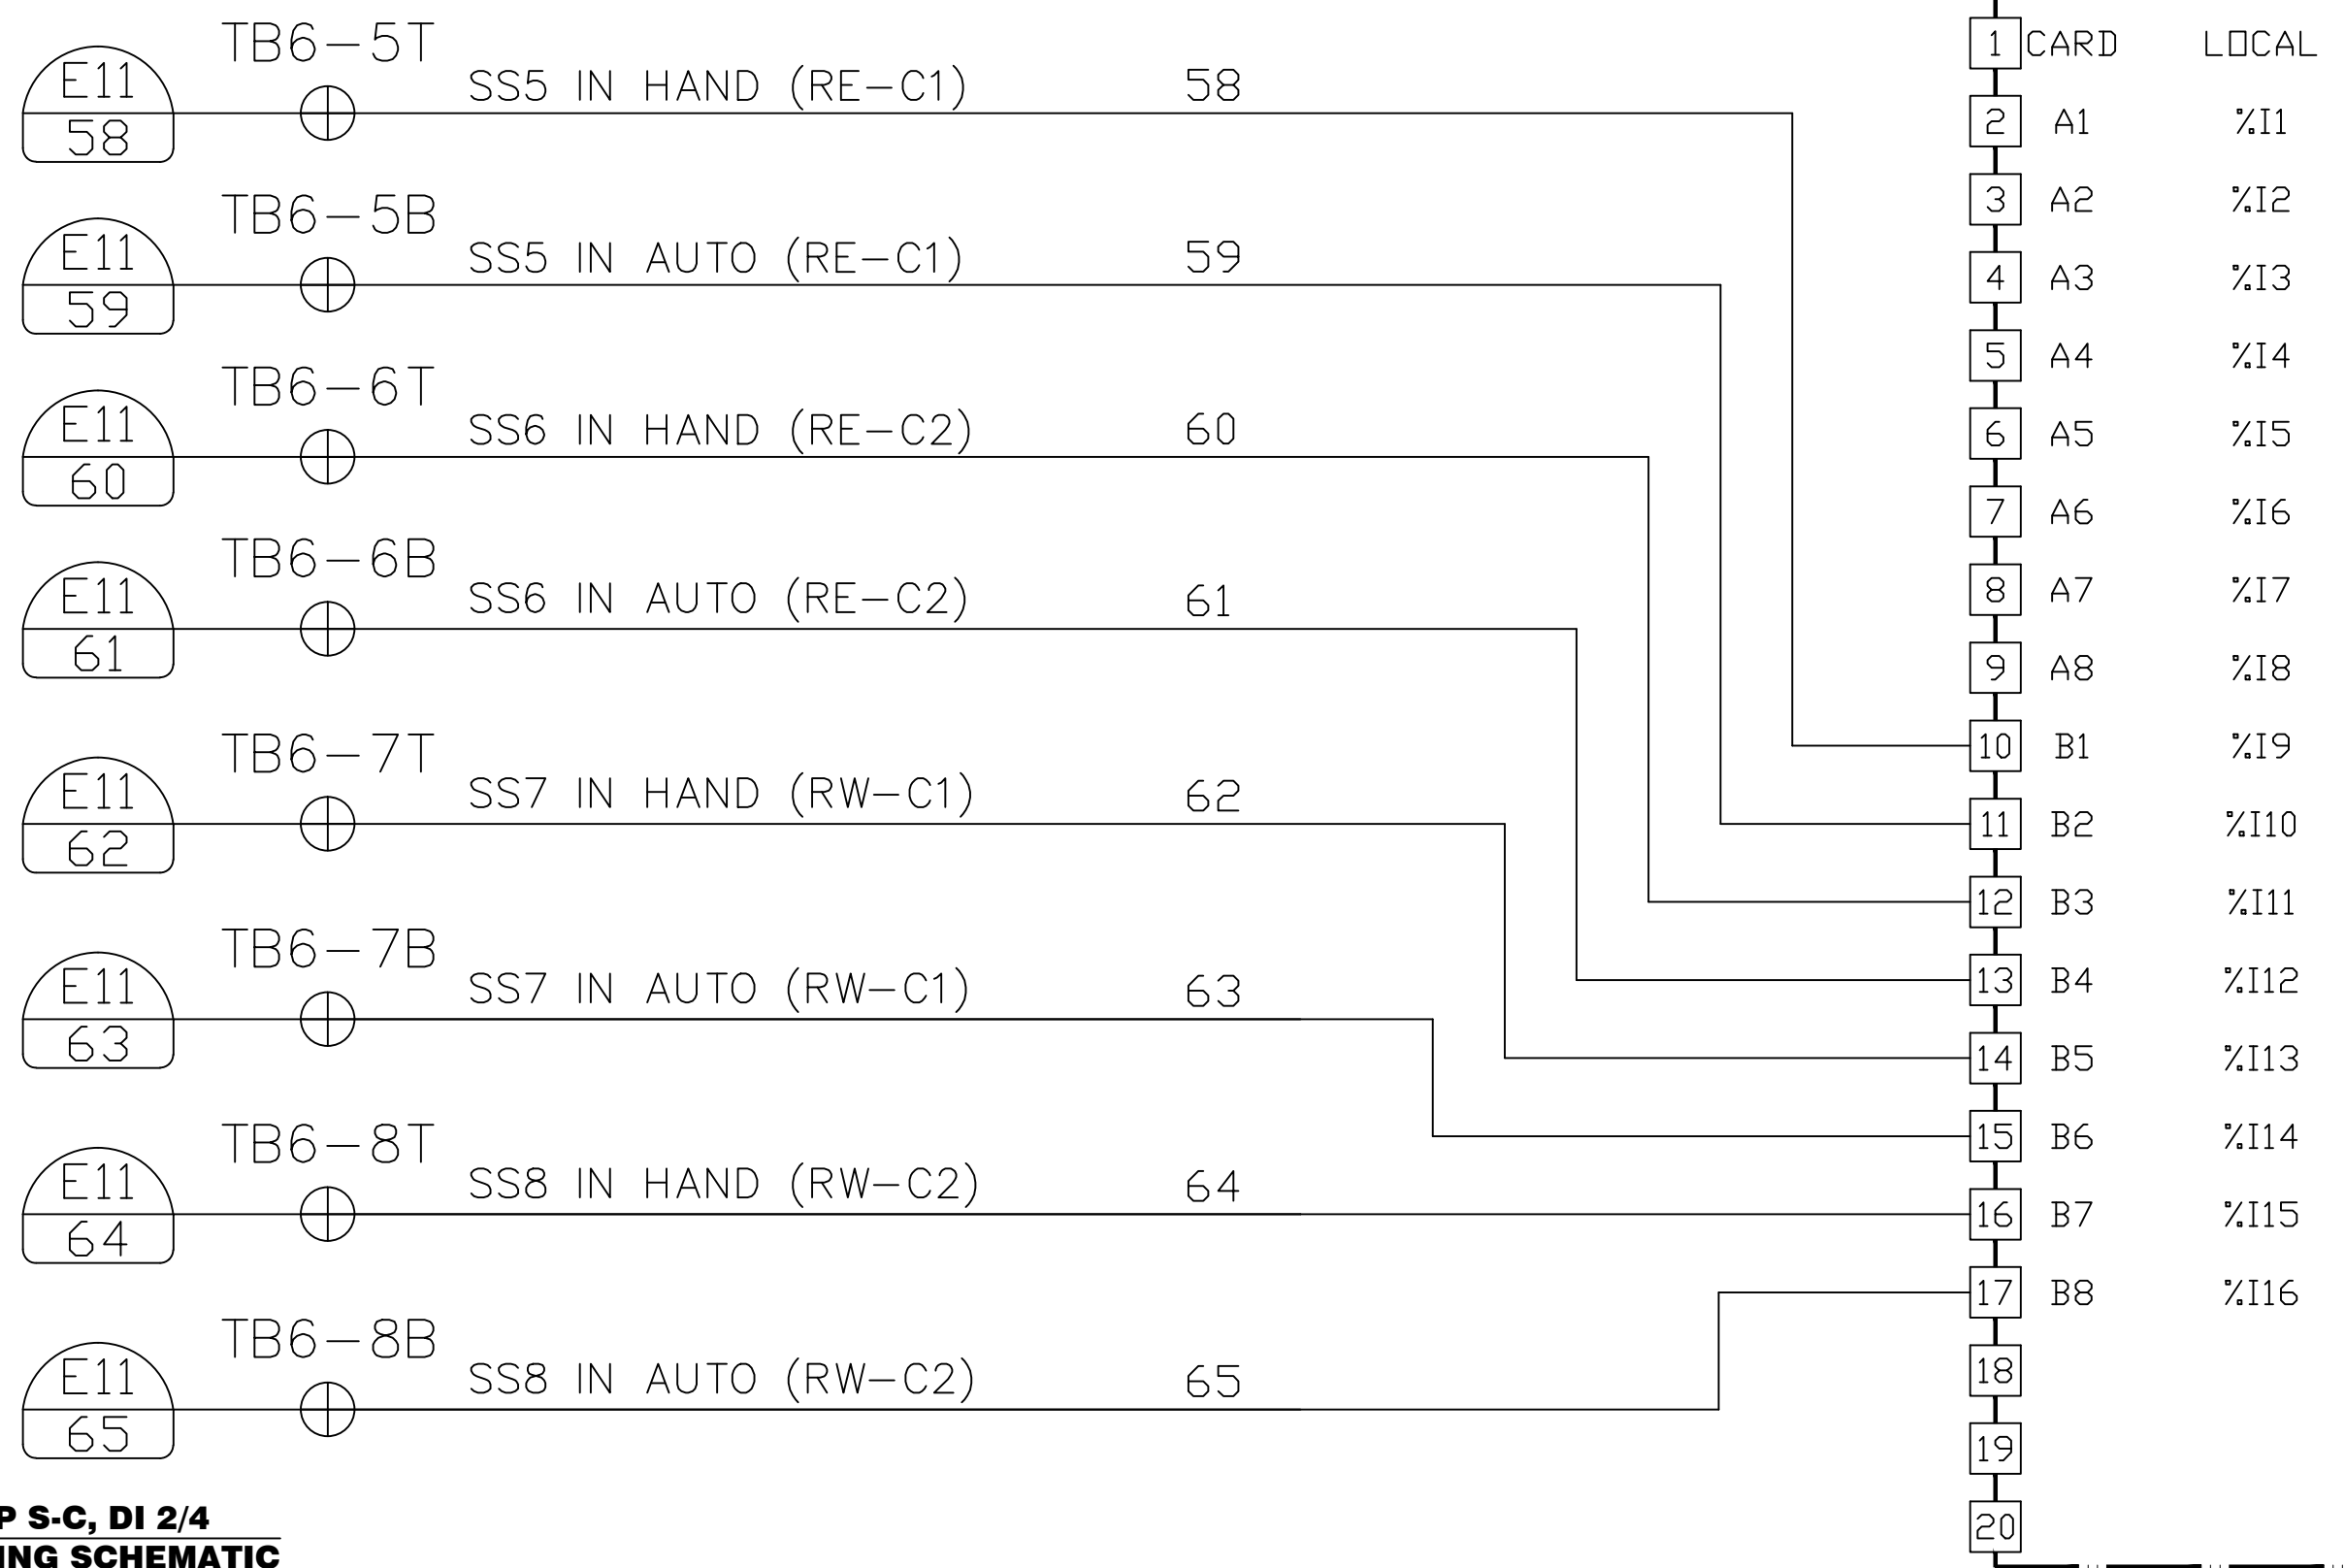 TB6-5T
E11
58
SS5 IN HAND (RE-C1) 58
TB6-5B
E11
59
SS5 IN AUTO (RE-C1) 59
TB6-6T
E11
60
SS6 IN HAND (RE-C2) 60
TB6-6B
E11
61
SS6 IN AUTO (RE-C2) 61
TB6-7T
E11
62
SS7 IN HAND (RW-C1) 62
TB6-7B
E11
63
SS7 IN AUTO (RW-C1) 63
TB6-8T
E11
64
SS8 IN HAND (RW-C2) 64
TB6-8B
E11
65
SS8 IN AUTO (RW-C2) 65
1 CARD LOCAL
2 A1 %I1
3 A2 %I2
4 A3 %I3
5 A4 %I4
6 A5 %I5
7 A6 %I6
8 A7 %I7
9 A8 %I8
10 B1 %I9
11 B2 %I10
12 B3 %I11
13 B4 %I12
14 B5 %I13
15 B6 %I14
16 B7 %I15
17 B8 %I16
18
19
20
P S-C, DI 2/4
ING SCHEMATIC